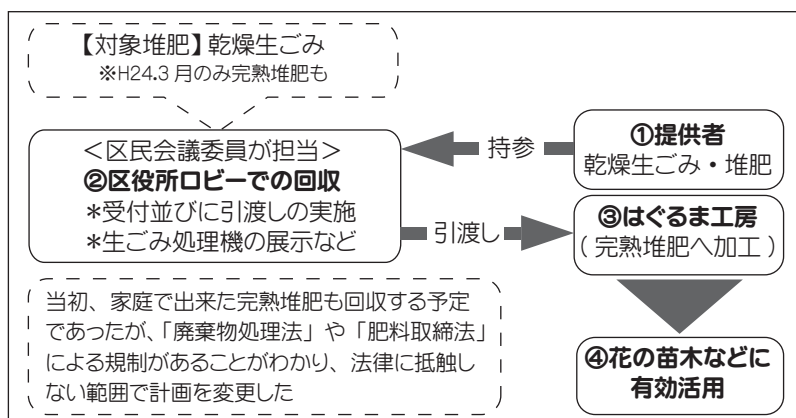 【対象堆肥】乾燥生ごみ
※H24.3月のみ完熟堆肥も
＜区民会議委員が担当＞
②区役所ロビーでの回収
*受付並びに引渡しの実施
*生ごみ処理機の展示など
持参
①提供者
乾燥生ごみ・堆肥
引渡し
③はぐるま工房
(完熟堆肥へ加工)
当初、家庭で出来た完熟堆肥も回収する予定
であったが、「廃棄物処理法」や「肥料取締法」
による規制があることがわかり、法律に抵触し
ない範囲で計画を変更した
④花の苗木などに
有効活用